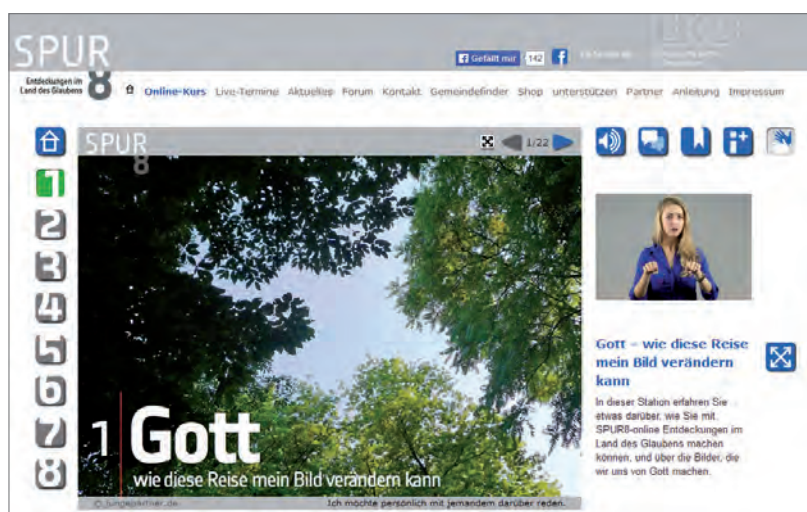 SPUR
8
Entdeckungen im
Land des Glaubens
Gefällt mir 142
Online-Kurs Live-Termine Aktuelles Forum Kontakt Gemeindefinder Shop unterstützen Partner Anleitung Impressum
SPUR
8
1/22
1
2
3
4
5
6
7
8
1 Gott
wie diese Reise mein Bild verändern kann
Ich möchte persönlich mit jemandem darüber reden.
Gott – wie diese Reise
mein Bild verändern
kann
In dieser Station erfahren Sie
etwas darüber, wie Sie mit
SPUR8-online Entdeckungen im
Land des Glaubens machen
können, und über die Bilder, die
wir uns von Gott machen.